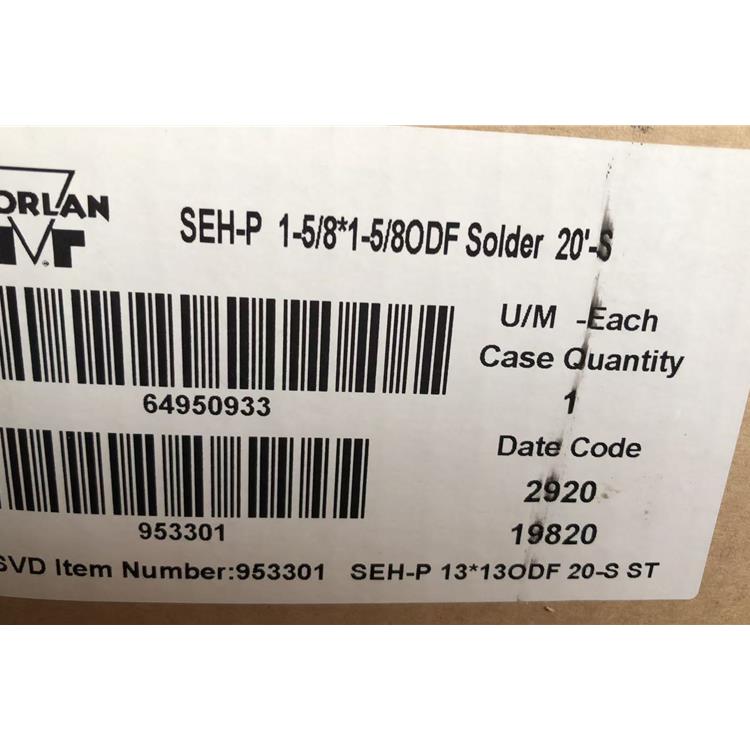 ORLAN
SEH-P 1-5/8*1-5/8ODF Solder 20'-S
U/M -Each
Case Quantity
1
64950933
Date Code
2920
19820
953301
SVD Item Number:953301 SEH-P 13*13ODF 20-S ST